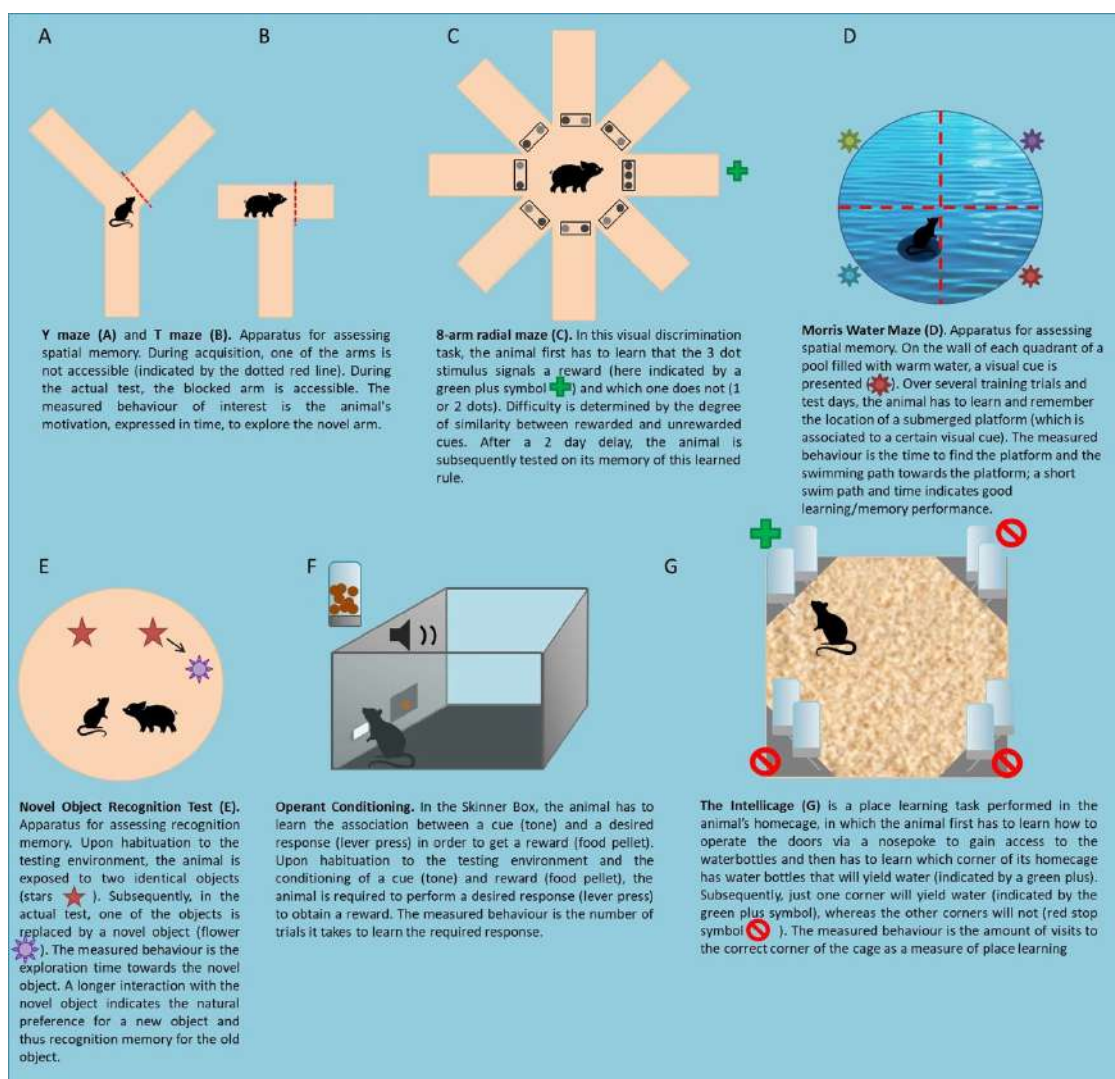 A
B
C
D
Y maze (A) and T maze (B). Apparatus for assessing
spatial memory. During acquisition, one of the arms is
not accessible (indicated by the dotted red line). During
the actual test, the blocked arm is accessible. The
measured behaviour of interest is the animal's
motivation, expressed in time, to explore the novel arm.
8-arm radial maze (C). In this visual discrimination
task, the animal first has to learn that the 3 dot
stimulus signals a reward (here indicated by a
green plus symbol ) and which one does not (1
or 2 dots). Difficulty is determined by the degree
of similarity between rewarded and unrewarded
cues. After a 2 day delay, the animal is
subsequently tested on its memory of this learned
rule.
Morris Water Maze (D). Apparatus for assessing
spatial memory. On the wall of each quadrant of a
pool filled with warm water, a visual cue is
presented ( ). Over several training trials and
test days, the animal has to learn and remember
the location of a submerged platform (which is
associated to a certain visual cue). The measured
behaviour is the time to find the platform and the
swimming path towards the platform; a short
swim path and time indicates good
learning/memory performance.
E
F
G
Novel Object Recognition Test (E).
Apparatus for assessing recognition
memory. Upon habituation to the
testing environment, the animal is
exposed to two identical objects
(stars ). Subsequently, in the
actual test, one of the objects is
replaced by a novel object (flower
). The measured behaviour is the
exploration time towards the novel
object. A longer interaction with the
novel object indicates the natural
preference for a new object and
thus recognition memory for the old
object.
Operant Conditioning. In the Skinner Box, the animal has to
learn the association between a cue (tone) and a desired
response (lever press) in order to get a reward (food pellet).
Upon habituation to the testing environment and the
conditioning of a cue (tone) and reward (food pellet), the
animal is required to perform a desired response (lever press)
to obtain a reward. The measured behaviour is the number of
trials it takes to learn the required response.
The Intellicage (G) is a place learning task performed in the
animal's homecage, in which the animal first has to learn how to
operate the doors via a nosepoke to gain access to the
waterbottles and then has to learn which corner of its homecage
has water bottles that will yield water (indicated by a green plus).
Subsequently, just one corner will yield water (indicated by the
green plus symbol), whereas the other corners will not (red stop
symbol ). The measured behaviour is the amount of visits to
the correct corner of the cage as a measure of place learning